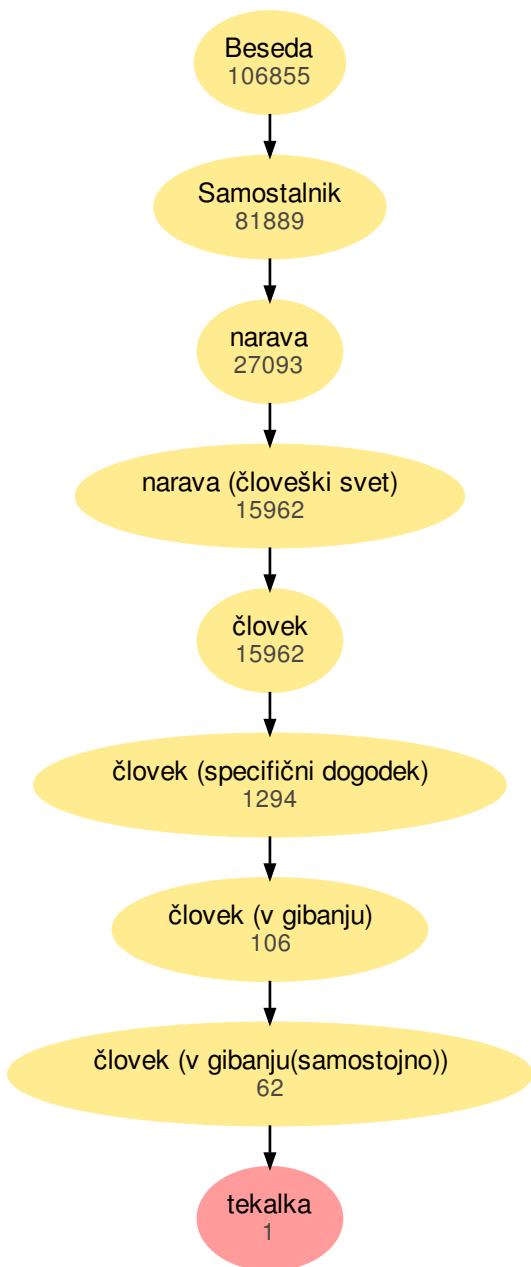 Beseda
106855
Samostalnik
81889
narava
27093
narava (človeški svet)
15962
človek
15962
človek (specifični dogodek)
1294
človek (v gibanju)
106
človek (v gibanju(samostojno))
62
tekalka
1